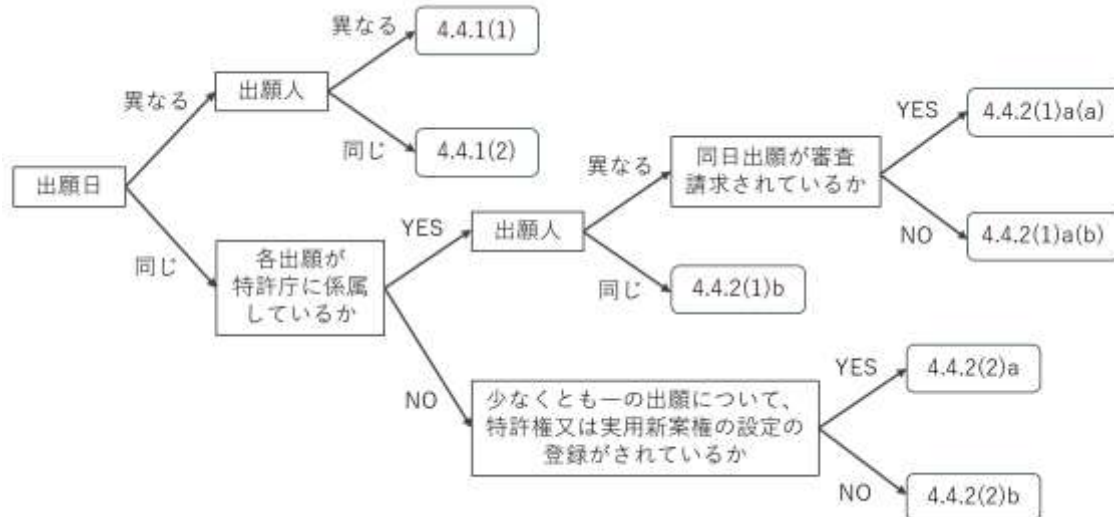 異なる
4.4.1(1)
出願人
異なる
同じ
4.4.1(2)
YES
4.4.2(1)a(a)
同日出願が審査
請求されているか
異なる
出願日
YES
出願人
NO
4.4.2(1)a(b)
同じ
各出願が
特許庁に係属
しているか
同じ
4.4.2(1)b
YES
4.4.2(2)a
NO
少なくとも一の出願について、
特許権又は実用新案権の設定の
登録がされているか
NO
4.4.2(2)b